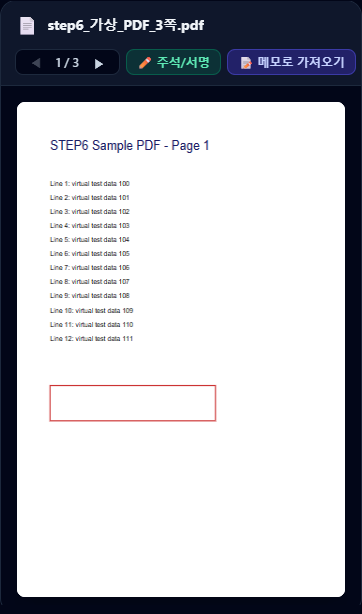 step6_가상_PDF_3쪽.pdf
1 / 3
주석/서명
메모로 가져오기
STEP6 Sample PDF - Page 1
Line 1: virtual test data 100
Line 2: virtual test data 101
Line 3: virtual test data 102
Line 4: virtual test data 103
Line 5: virtual test data 104
Line 6: virtual test data 105
Line 7: virtual test data 106
Line 8: virtual test data 107
Line 9: virtual test data 108
Line 10: virtual test data 109
Line 11: virtual test data 110
Line 12: virtual test data 111